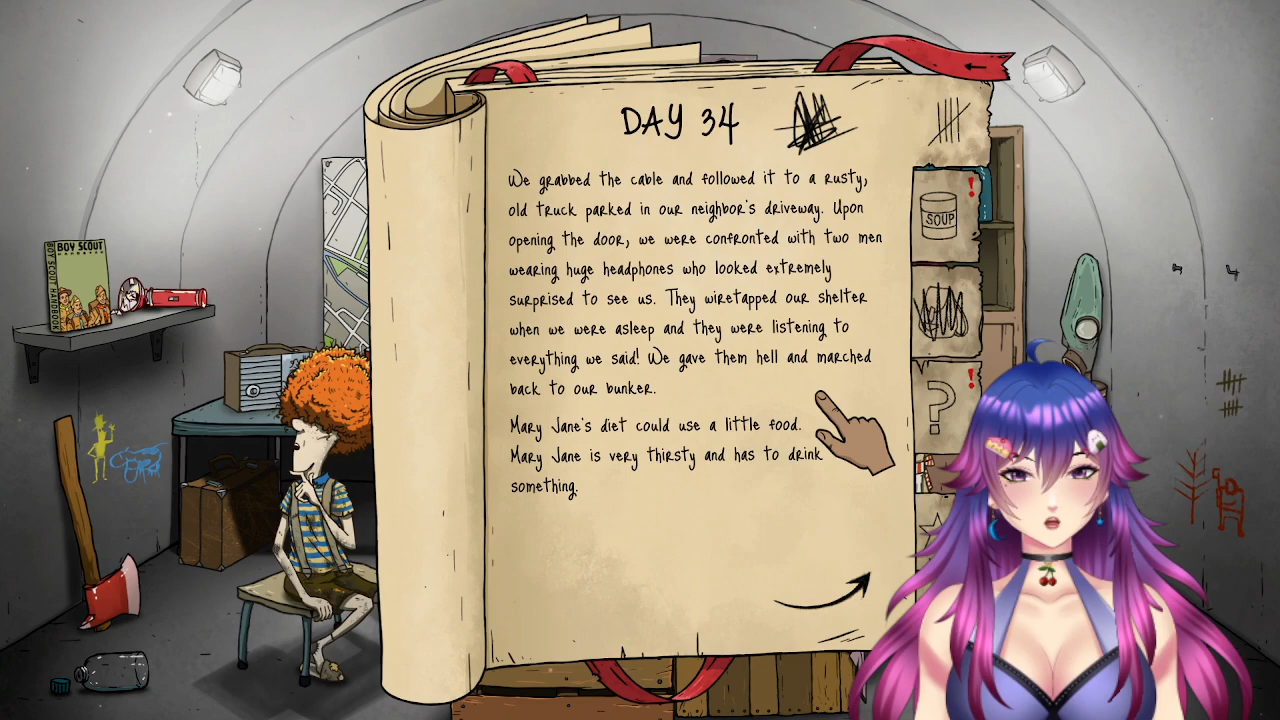 DAY 34
We grabbed the cable and followed it to a rusty,
old truck parked in our neighbor's driveway. Upon
opening the door, we were confronted with two men
wearing huge headphones who looked extremely
surprised to see us. They wiretapped our shelter
when we were asleep and they were listening to
everything we said! We gave them hell and marched
back to our bunker.
Mary Jane's diet could use a little food.
Mary Jane is very thirsty and has to drink
something.
!
SOUP
!
?
BOY SCOUT
BOY SCOUT HANDBOOK